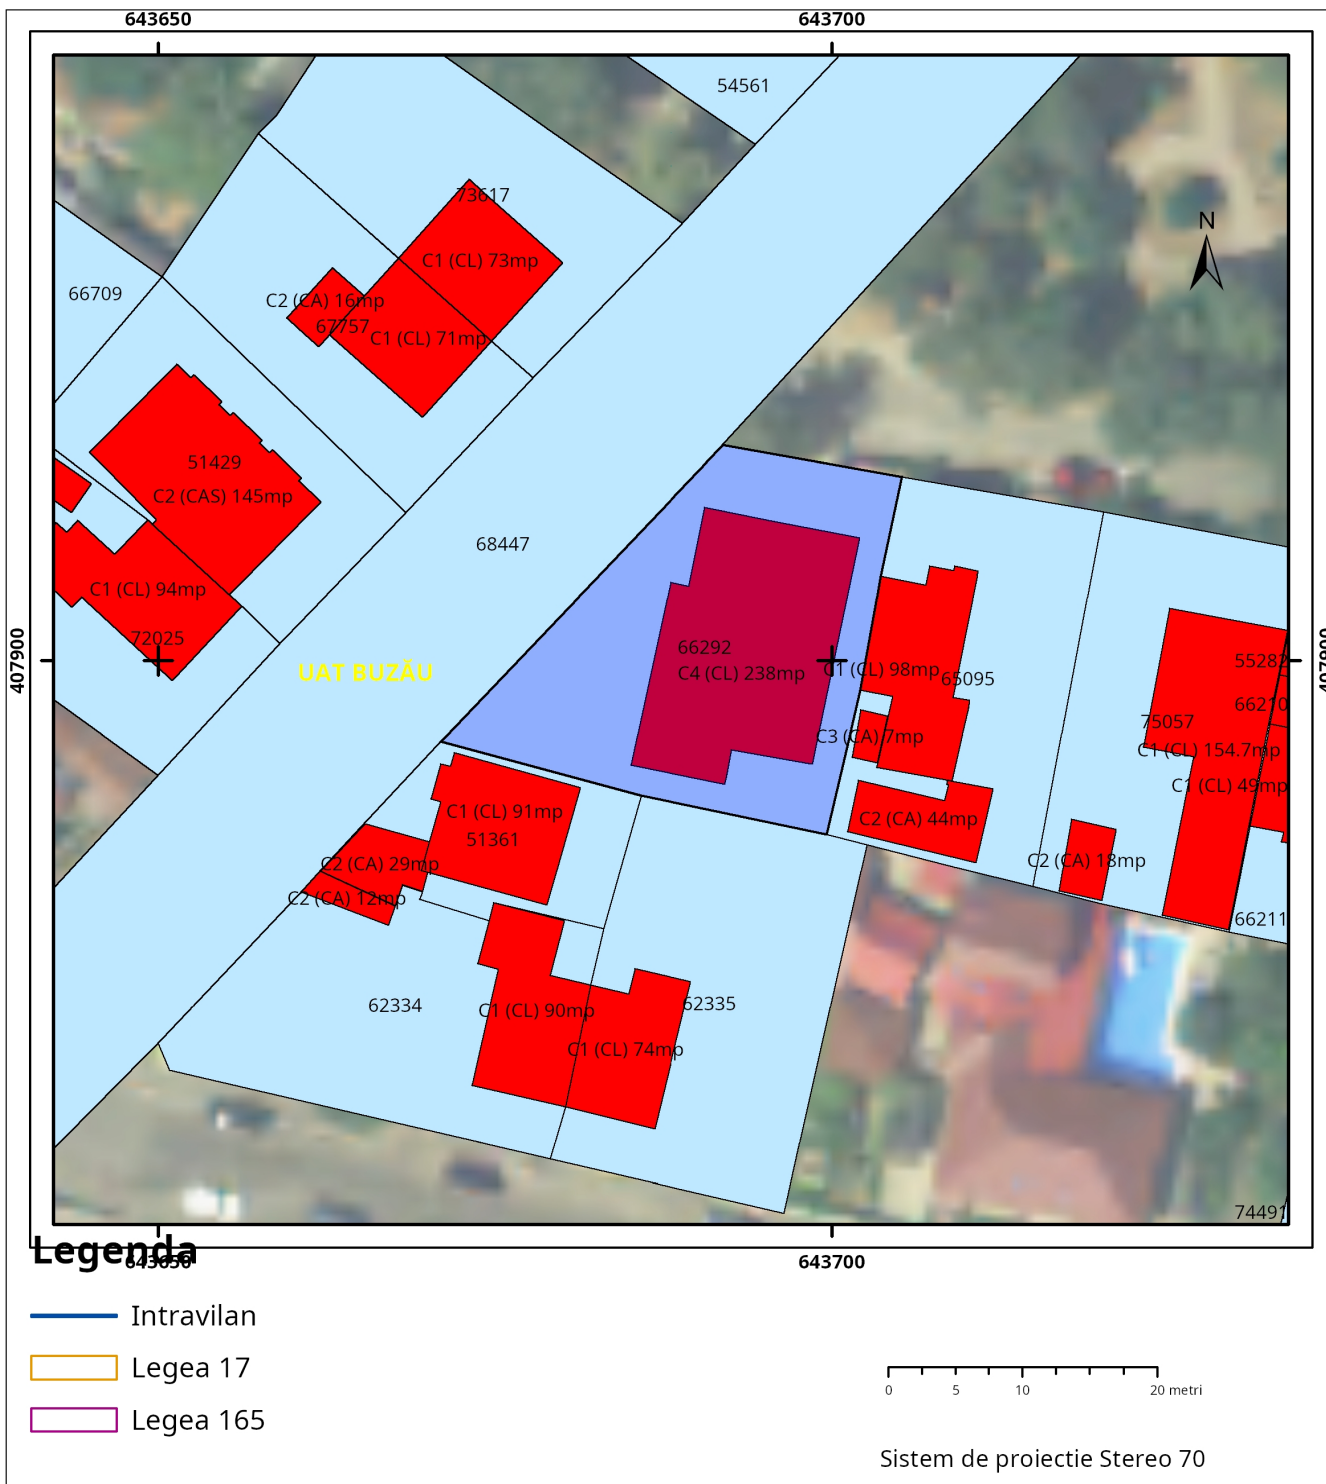 643650
643700
54561
73617
N
C1 (CL) 73mp
66709
C2 (CA) 16mp
67757
C1 (CL) 71mp
51429
C2 (CAS) 145mp
68447
C1 (CL) 94mp
72025
407900
UAT BUZĂU
66292
C4 (CL) 238mp
C1 (CL) 98mp
65095
55282
407900
66210
75057
C3 (CA) 7mp
C1 (CL) 154.7mp
C1 (CL) 49mp
C1 (CL) 91mp
51361
C2 (CA) 44mp
C2 (CA) 29mp
C2 (CA) 18mp
C2 (CA) 12mp
66211
62334
C1 (CL) 90mp
62335
C1 (CL) 74mp
74491
Legenda
643650
643700
Intravilan
Legea 17
Legea 165
0 5 10 20 metri
Sistem de proiectie Stereo 70